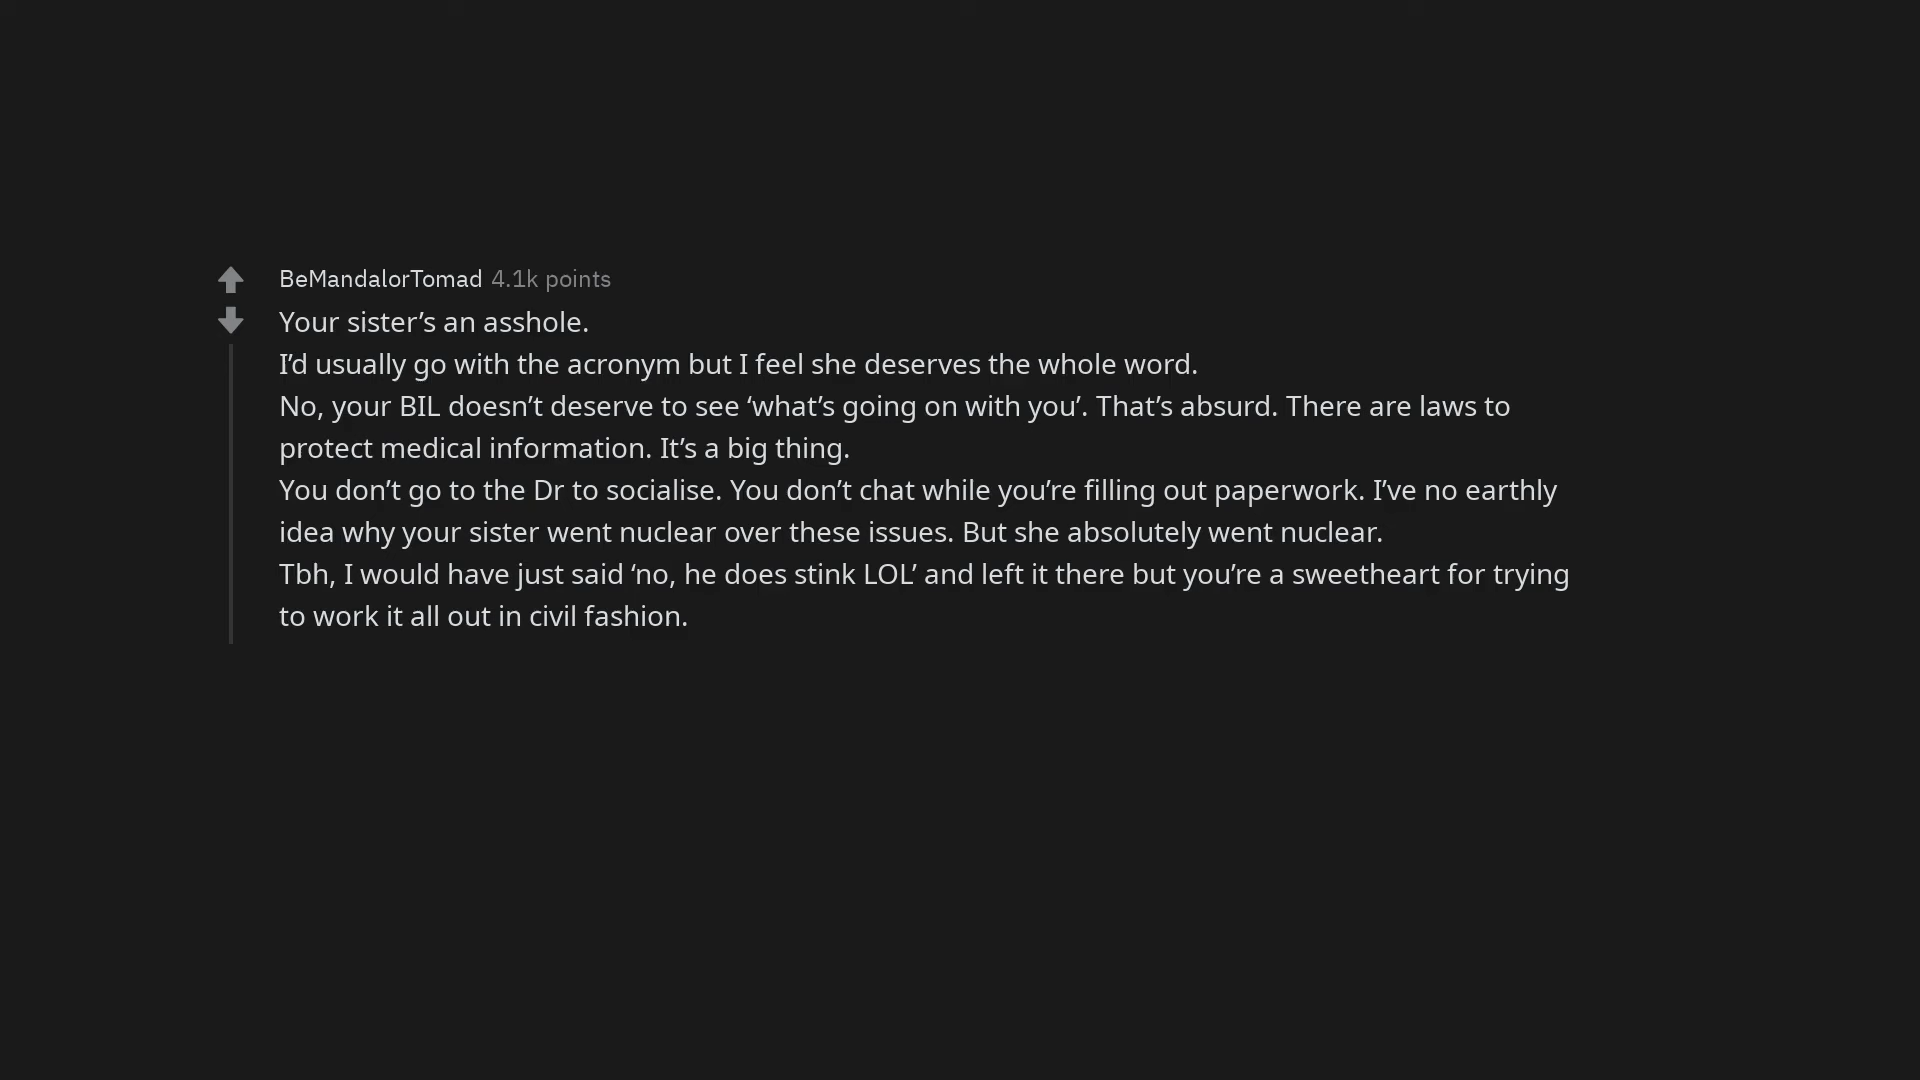 BeMandalorTomad 4.1k points
Your sister’s an asshole.
I’d usually go with the acronym but I feel she deserves the whole word.
No, your BIL doesn’t deserve to see ‘what’s going on with you’. That’s absurd. There are laws to
protect medical information. It’s a big thing.
You don’t go to the Dr to socialise. You don’t chat while you’re filling out paperwork. I’ve no earthly
idea why your sister went nuclear over these issues. But she absolutely went nuclear.
Tbh, I would have just said ‘no, he does stink LOL’ and left it there but you’re a sweetheart for trying
to work it all out in civil fashion.